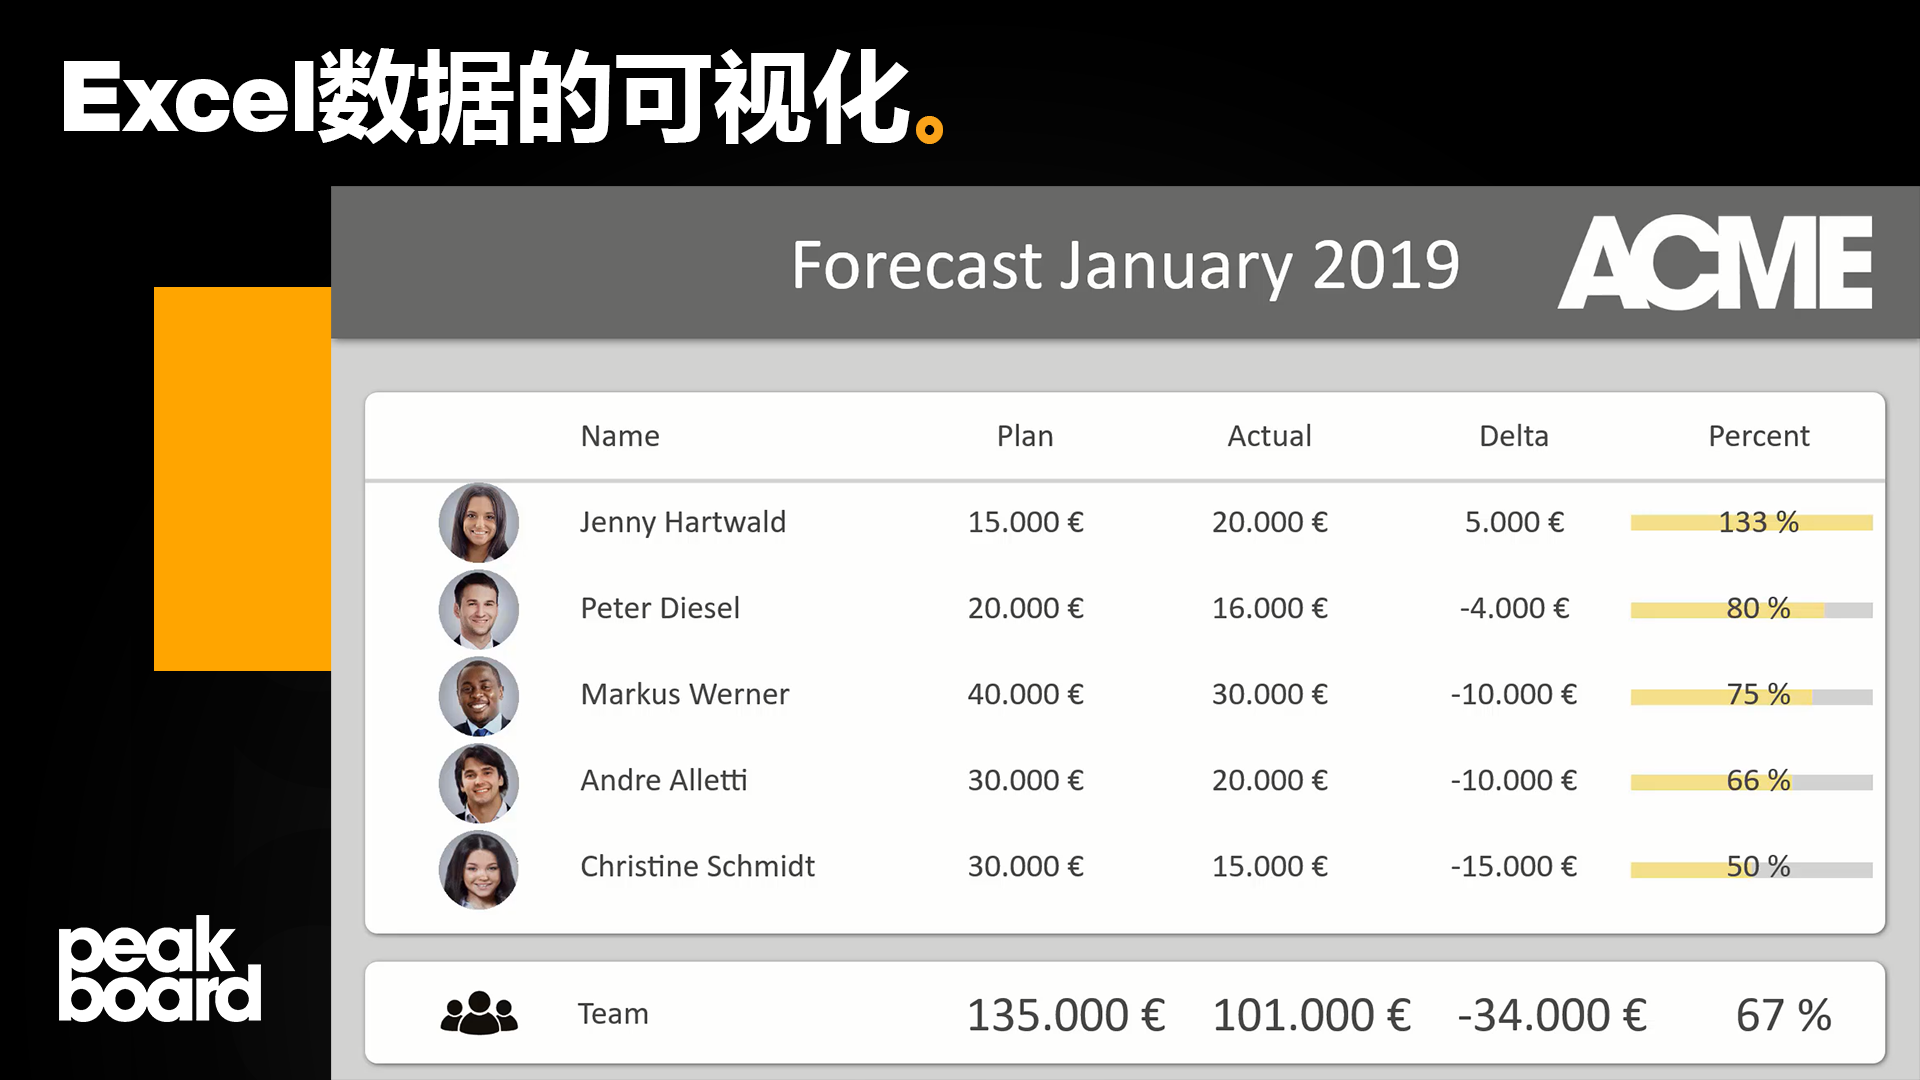 Excel数据的可视化。
Forecast January 2019
ACME
Name Plan Actual Delta Percent
Jenny Hartwald 15.000 € 20.000 € 5.000 € 133 %
Peter Diesel 20.000 € 16.000 € -4.000 € 80 %
Markus Werner 40.000 € 30.000 € -10.000 € 75 %
Andre Alletti 30.000 € 20.000 € -10.000 € 66 %
Christine Schmidt 30.000 € 15.000 € -15.000 € 50 %
Team 135.000 € 101.000 € -34.000 € 67 %
peak
board